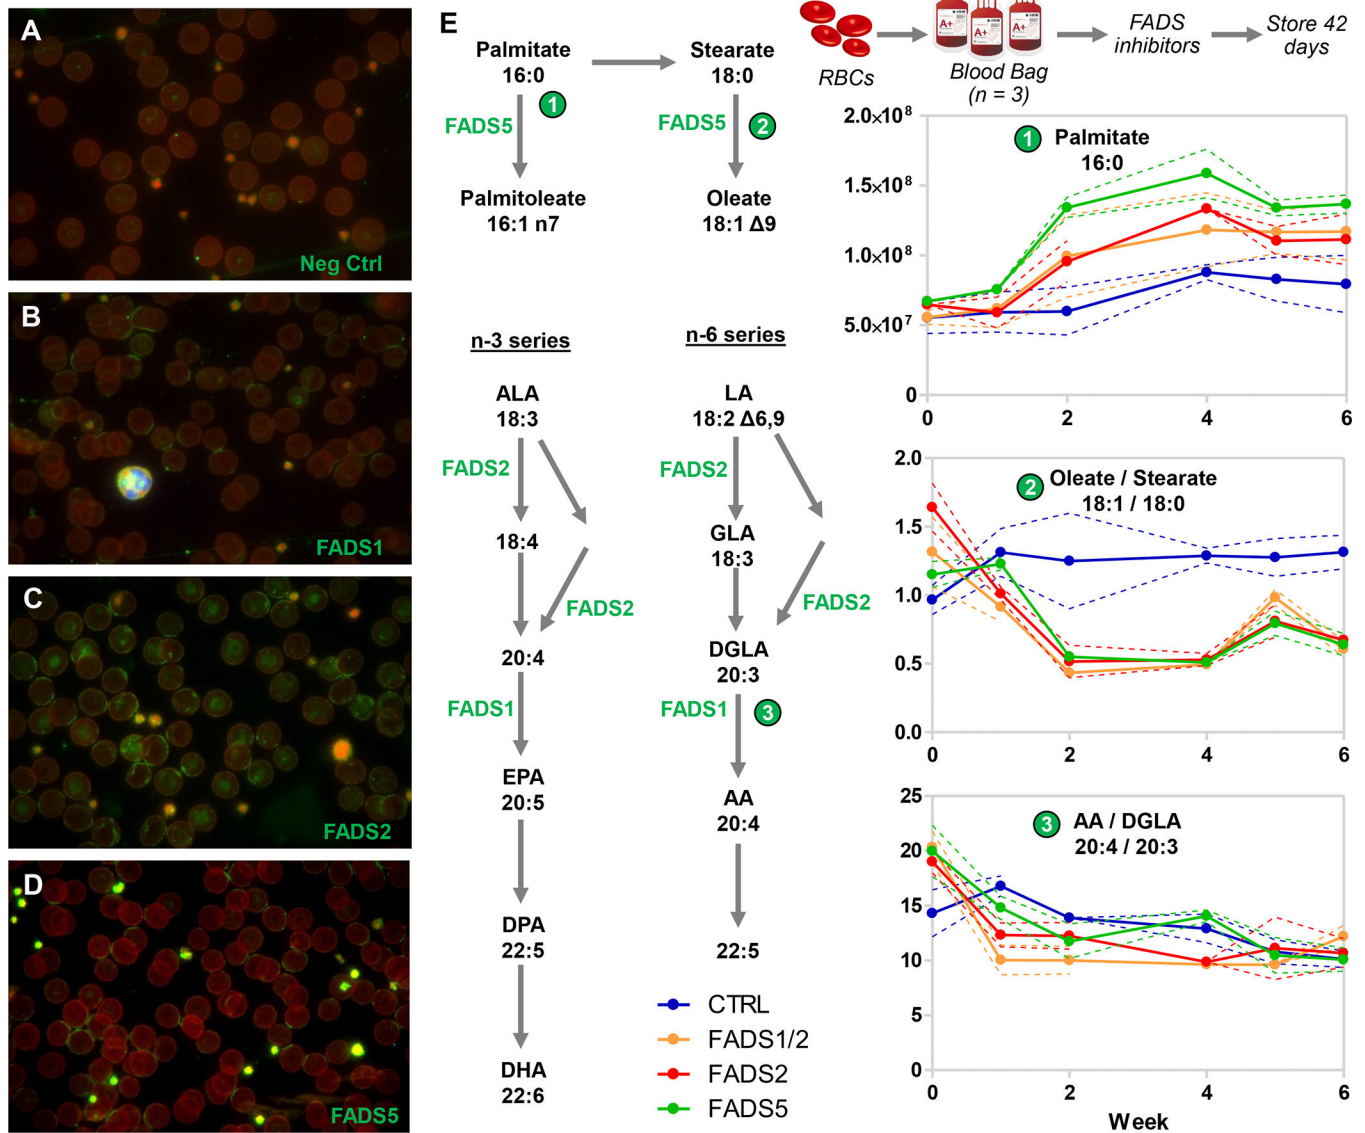 A
Neg Ctrl
B
FADS1
C
FADS2
D
FADS5
E
Palmitate
16:0
Stearate
18:0
FADS5
1
FADS5
2
Palmitoleate
16:1 n7
Oleate
18:1 Δ9
n-3 series
n-6 series
ALA
18:3
LA
18:2 Δ6,9
FADS2
FADS2
18:4
GLA
18:3
FADS2
FADS2
20:4
DGLA
20:3
FADS1
FADS1
3
EPA
20:5
AA
20:4
DPA
22:5
22:5
DHA
22:6
CTRL
FADS1/2
FADS2
FADS5
RBCs
A+
A+
A+
Blood Bag
(n = 3)
FADS
inhibitors
Store 42
days
1
Palmitate
16:0
2.0×10⁸
1.5×10⁸
1.0×10⁸
5.0×10⁷
0
0
2
4
6
2
Oleate / Stearate
18:1 / 18:0
2.0
1.5
1.0
0.5
0.0
0
2
4
6
3
AA / DGLA
20:4 / 20:3
25
20
15
10
5
0
0
2
4
6
Week